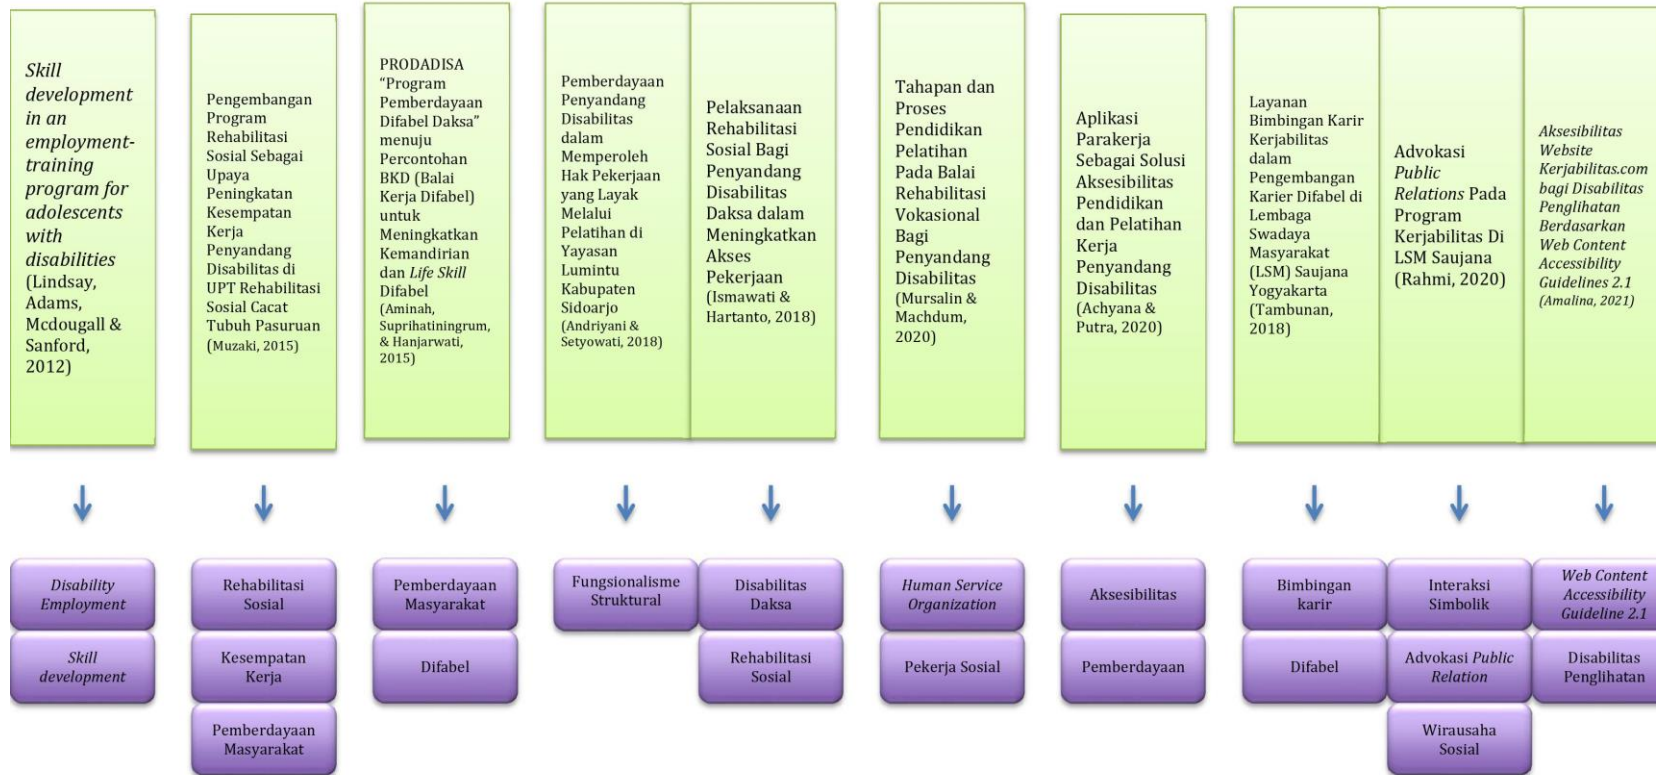 Skill
development
in an
employment-
training
program for
adolescents
with
disabilities
(Lindsay,
Adams,
Mcdougall &
Sanford,
2012)
Pengembangan
Program
Rehabilitasi
Sosial Sebagai
Upaya
Peningkatan
Kesempatan
Kerja
Penyandang
Disabilitas di
UPT Rehabilitasi
Sosial Cacat
Tubuh Pasuruan
(Muzaki, 2015)
PRODADISA
“Program
Pemberdayaan
Difabel Daksa”
menuju
Percontohan
BKD (Balai
Kerja Difabel)
untuk
Meningkatkan
Kemandirian
dan Life Skill
Difabel
(Aminah,
Suprihatiningrum,
& Hanjarwati,
2015)
Pemberdayaan
Penyandang
Disabilitas
dalam
Memperoleh
Hak Pekerjaan
yang Layak
Melalui
Pelatihan di
Yayasan
Lumintu
Kabupaten
Sidoarjo
(Andriyani &
Setyowati, 2018)
Pelaksanaan
Rehabilitasi
Sosial Bagi
Penyandang
Disabilitas
Daksa dalam
Meningkatkan
Akses
Pekerjaan
(Ismawati &
Hartanto, 2018)
Tahapan dan
Proses
Pendidikan
Pelatihan
Pada Balai
Rehabilitasi
Vokasional
Bagi
Penyandang
Disabilitas
(Mursalin &
Machdum,
2020)
Aplikasi
Parakerja
Sebagai Solusi
Aksesibilitas
Pendidikan
dan Pelatihan
Kerja
Penyandang
Disabilitas
(Achyana &
Putra, 2020)
Layanan
Bimbingan Karir
Kerjabilitas
dalam
Pengembangan
Karier Difabel di
Lembaga
Swadaya
Masyarakat
(LSM) Saujana
Yogyakarta
(Tambunan,
2018)
Advokasi
Public
Relations Pada
Program
Kerjabilitas Di
LSM Saujana
(Rahmi, 2020)
Aksesibilitas
Website
Kerjabilitas.com
bagi Disabilitas
Penglihatan
Berdasarkan
Web Content
Accessibility
Guidelines 2.1
(Amalina, 2021)
Disability
Employment
Skill
development
Rehabilitasi
Sosial
Kesempatan
Kerja
Pemberdayaan
Masyarakat
Pemberdayaan
Masyarakat
Difabel
Fungsionalisme
Struktural
Disabilitas
Daksa
Rehabilitasi
Sosial
Human Service
Organization
Pekerja Sosial
Aksesibilitas
Pemberdayaan
Bimbingan
karir
Difabel
Interaksi
Simbolik
Advokasi Public
Relation
Wirausaha
Sosial
Web Content
Accessibility
Guideline 2.1
Disabilitas
Penglihatan